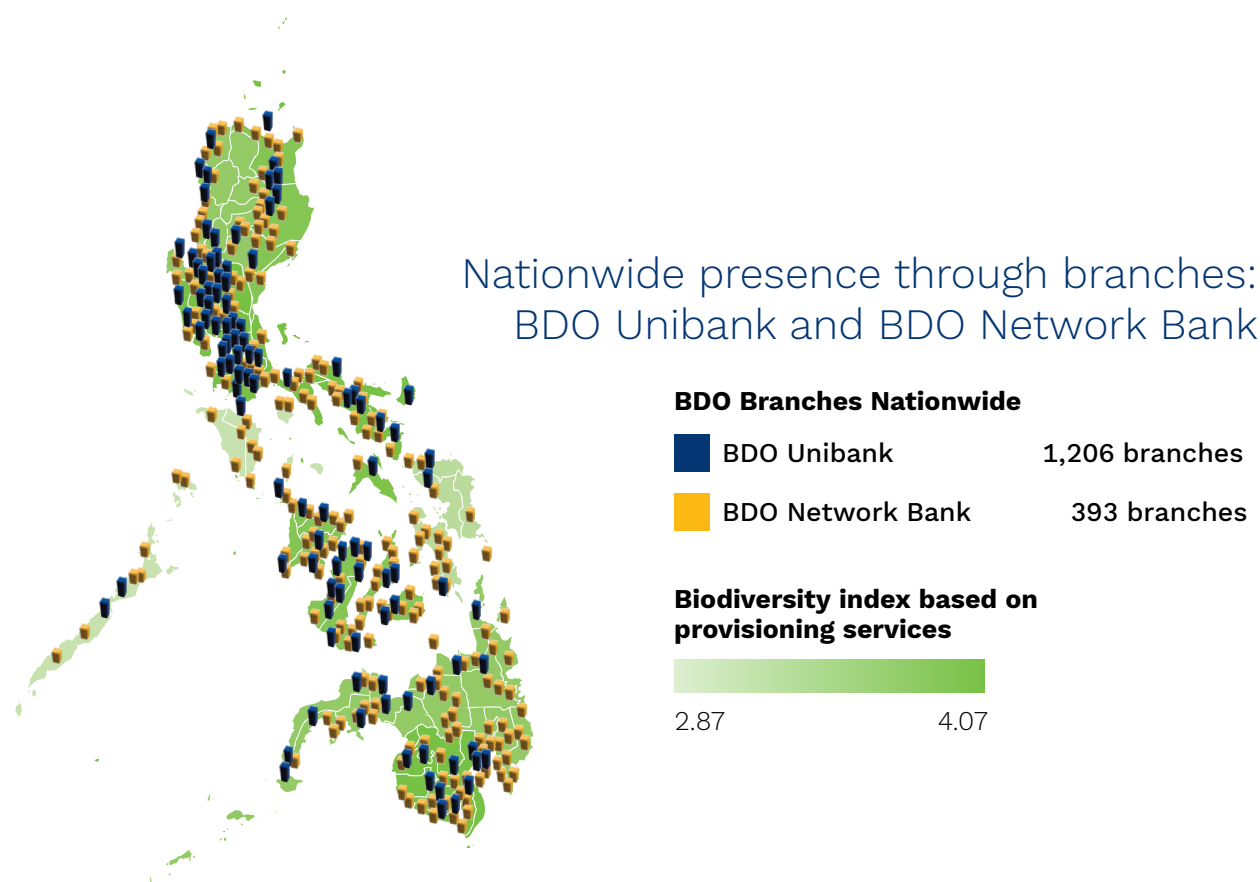 Nationwide presence through branches:
BDO Unibank and BDO Network Bank
BDO Branches Nationwide
BDO Unibank 1,206 branches
BDO Network Bank 393 branches
Biodiversity index based on
provisioning services
2.87 4.07